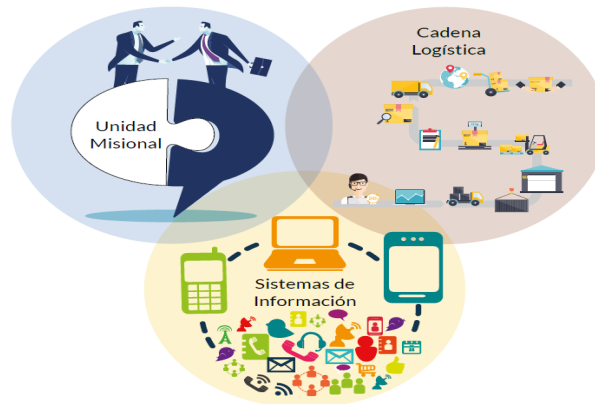 Unidad
Misional
Cadena
Logística
Sistemas de
Información